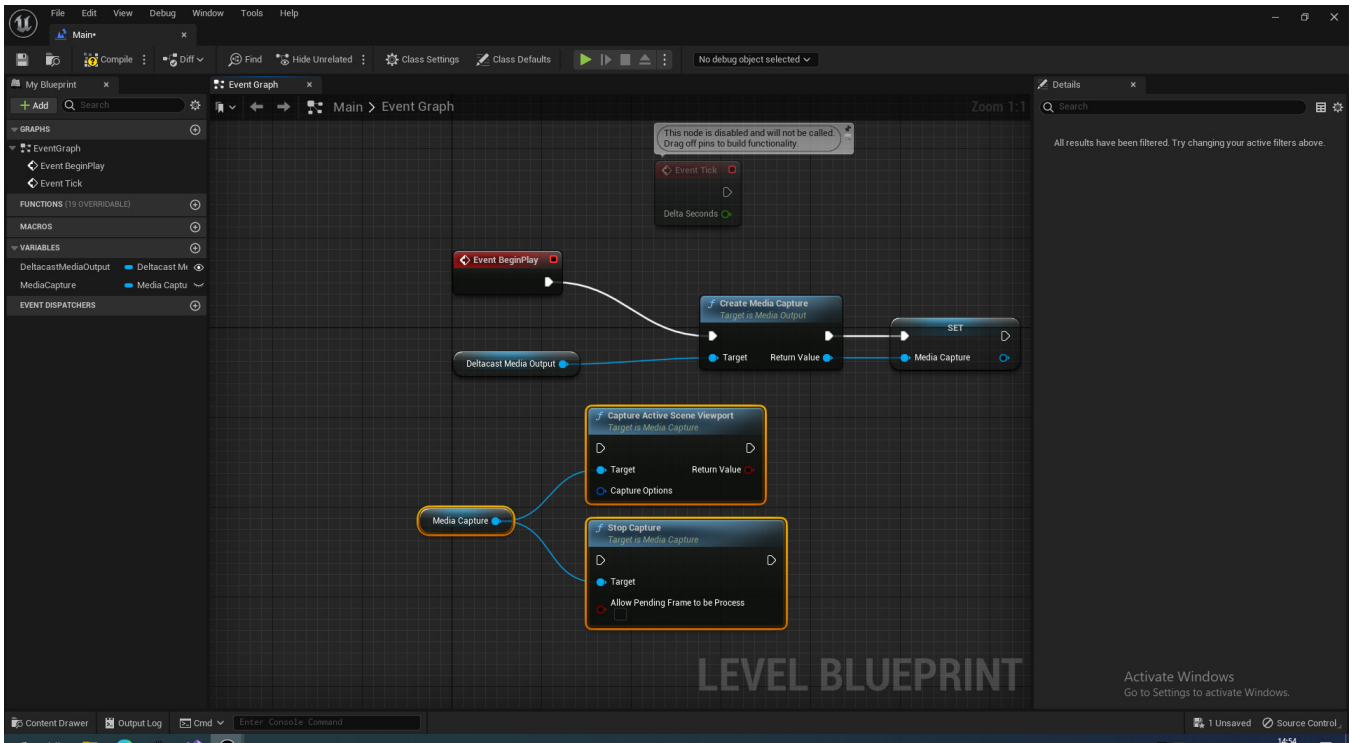 File Edit View Debug Window Tools Help
Main•
Compile Diff Find Hide Unrelated Class Settings Class Defaults No debug object selected
My Blueprint
Event Graph
Details
+ Add Search
Main > Event Graph
Zoom 1:1
Search
GRAPHS
EventGraph
Event BeginPlay
Event Tick
FUNCTIONS (19 OVERRIDABLE)
MACROS
VARIABLES
DeltacastMediaOutput Deltacast Me
MediaCapture Media Captu
EVENT DISPATCHERS
This node is disabled and will not be called.
Drag off pins to build functionality.
Event Tick
Delta Seconds
Event BeginPlay
Create Media Capture
Target is Media Output
Target Return Value
SET
Media Capture
Deltacast Media Output
Capture Active Scene Viewport
Target is Media Capture
Target Return Value
Capture Options
Media Capture
Stop Capture
Target is Media Capture
Target
Allow Pending Frame to be Process
LEVEL BLUEPRINT
All results have been filtered. Try changing your active filters above.
Activate Windows
Go to Settings to activate Windows.
Content Drawer Output Log Cmd Enter Console Command
1 Unsaved Source Control
14:54